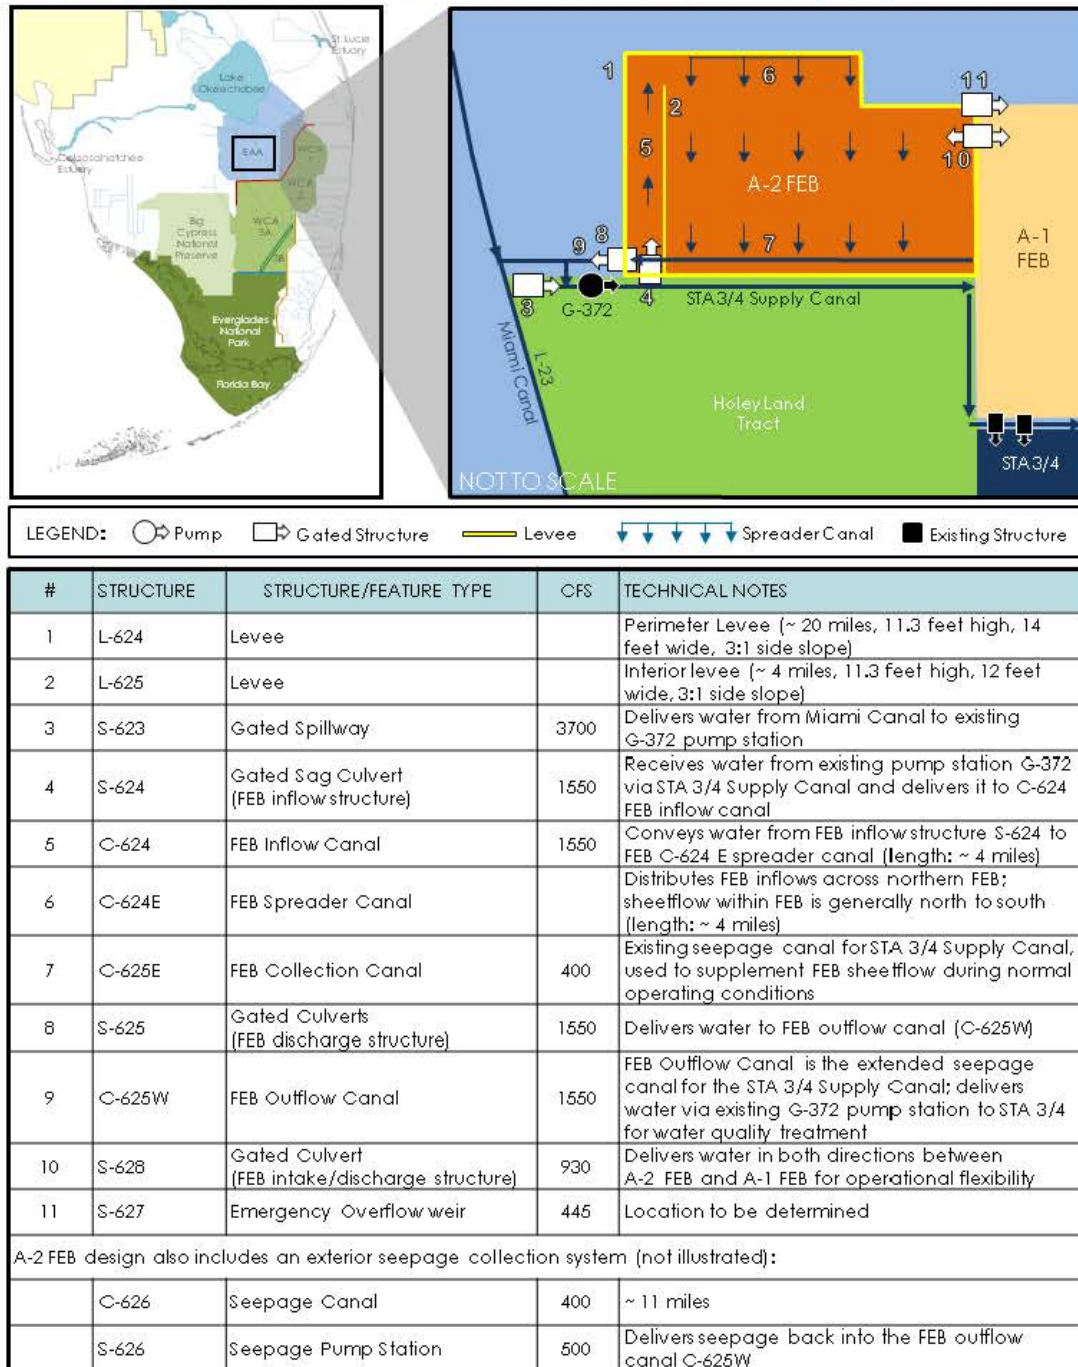 St. Lucie
Estuary
Lake
Okeechobee
Caloosahatchee
Estuary
EAA
WCA
1
WCA
2
Big
Cypress
National
Preserve
WCA
3A
3B
Everglades
National
Park
Florida Bay
1
2
5
6
11
10
A-2 FEB
7
8
9
A-1
FEB
3
G-372
4
STA3/4 Supply Canal
Miami Canal
L-23
Holey Land
Tract
STA 3/4
NOT TO SCALE
LEGEND: Pump Gated Structure Levee Spreader Canal Existing Structure
# STRUCTURE STRUCTURE/FEATURE TYPE CFS TECHNICAL NOTES
1 L-624 Levee Perimeter Levee (~ 20 miles, 11.3 feet high, 14
feet wide, 3:1 side slope)
2 L-625 Levee Interior levee (~ 4 miles, 11.3 feet high, 12 feet
wide, 3:1 side slope)
3 S-623 Gated Spillway 3700 Delivers water from Miami Canal to existing
G-372 pump station
4 S-624 Gated Sag Culvert
(FEB inflow structure) 1550 Receives water from existing pump station G-372
via STA 3/4 Supply Canal and delivers it to C-624
FEB inflow canal
5 C-624 FEB Inflow Canal 1550 Conveys water from FEB inflow structure S-624 to
FEB C-624 E spreader canal (length: ~ 4 miles)
6 C-624E FEB Spreader Canal Distributes FEB inflows across northern FEB;
sheetflow within FEB is generally north to south
(length: ~ 4 miles)
7 C-625E FEB Collection Canal 400 Existing seepage canal for STA 3/4 Supply Canal,
used to supplement FEB sheetflow during normal
operating conditions
8 S-625 Gated Culverts
(FEB discharge structure) 1550 Delivers water to FEB outflow canal (C-625W)
9 C-625W FEB Outflow Canal 1550 FEB Outflow Canal is the extended seepage
canal for the STA 3/4 Supply Canal; delivers
water via existing G-372 pump station to STA 3/4
for water quality treatment
10 S-628 Gated Culvert
(FEB intake/discharge structure) 930 Delivers water in both directions between
A-2 FEB and A-1 FEB for operational flexibility
11 S-627 Emergency Overflow weir 445 Location to be determined
A-2 FEB design also includes an exterior seepage collection system (not illustrated):
C-626 Seepage Canal 400 ~ 11 miles
S-626 Seepage Pump Station 500 Delivers seepage back into the FEB outflow
canal C-625W